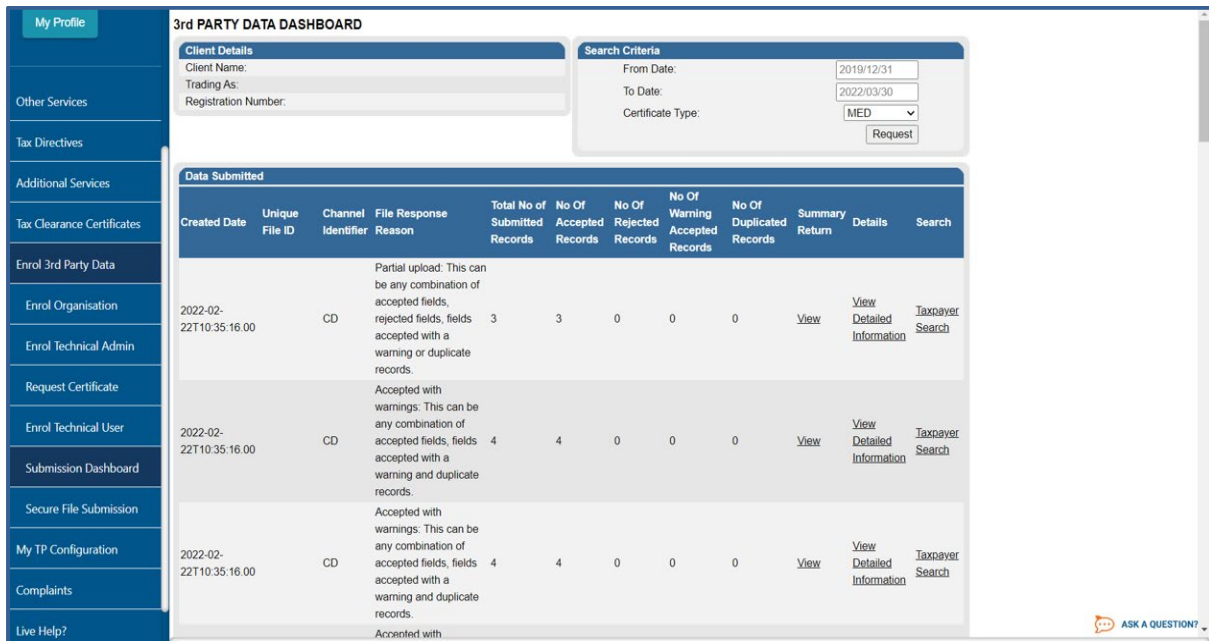 My Profile
Other Services
Tax Directives
Additional Services
Tax Clearance Certificates
Enrol 3rd Party Data
Enrol Organisation
Enrol Technical Admin
Request Certificate
Enrol Technical User
Submission Dashboard
Secure File Submission
My TP Configuration
Complaints
Live Help?
3rd PARTY DATA DASHBOARD
Client Details
Client Name:
Trading As:
Registration Number:
Search Criteria
From Date: 2019/12/31
To Date: 2022/03/30
Certificate Type: MED
Request
Data Submitted
Created Date
Unique
File ID
Channel
Identifier
File Response
Reason
Total No of
Submitted
Records
No Of
Accepted
Records
No Of
Rejected
Records
No Of
Warning
Accepted
Records
No Of
Duplicated
Records
Summary
Return
Details
Search
2022-02-
22T10:35:16.00
CD
Partial upload: This can
be any combination of
accepted fields,
rejected fields, fields
accepted with a
warning or duplicate
records.
3 3 0 0 0
View
View
Detailed
Information
Taxpayer
Search
2022-02-
22T10:35:16.00
CD
Accepted with
warnings: This can be
any combination of
accepted fields, fields
accepted with a
warning and duplicate
records.
4 4 0 0 0
View
View
Detailed
Information
Taxpayer
Search
2022-02-
22T10:35:16.00
CD
Accepted with
warnings: This can be
any combination of
accepted fields, fields
accepted with a
warning and duplicate
records.
4 4 0 0 0
View
View
Detailed
Information
Taxpayer
Search
Accepted with
ASK A QUESTION?